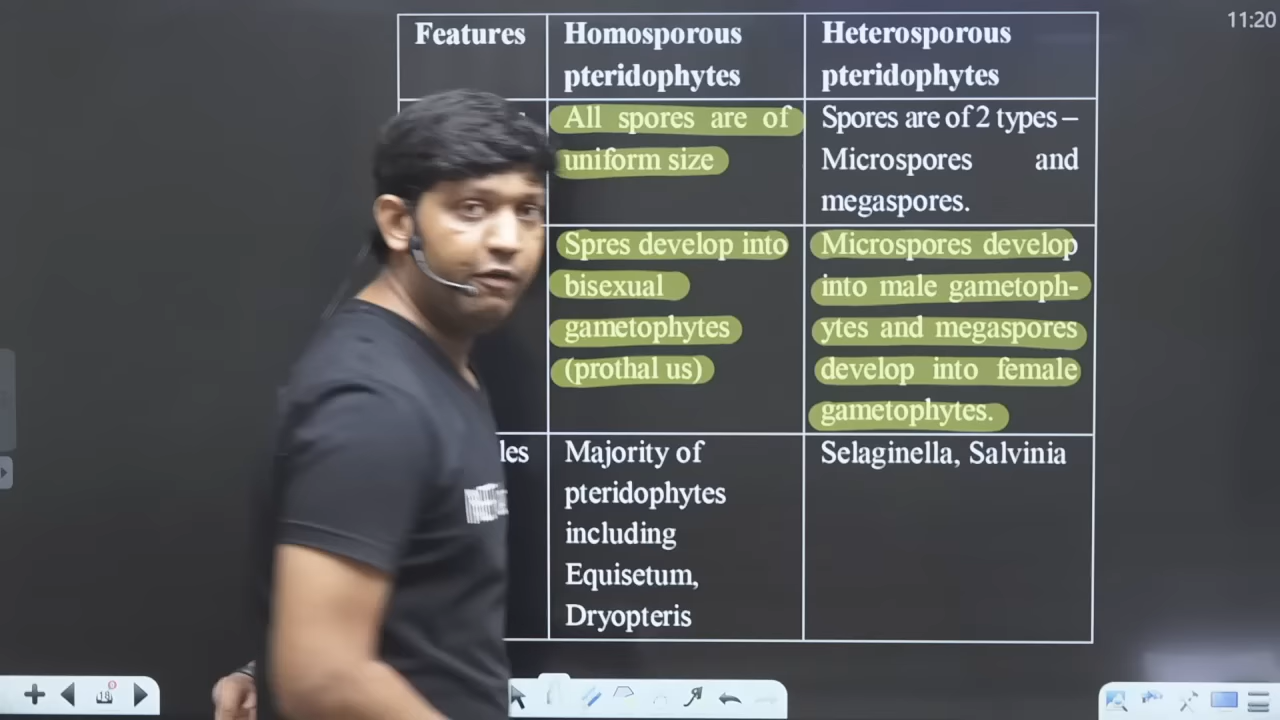 11:20
Features
Homosporous
pteridophytes
Heterosporous
pteridophytes
All spores are of
uniform size
Spores are of 2 types –
Microspores and
megaspores.
Spres develop into
bisexual
gametophytes
(prothal us)
Microspores develop
into male gametoph-
ytes and megaspores
develop into female
gametophytes.
les
Majority of
pteridophytes
including
Equisetum,
Dryopteris
Selaginella, Salvinia
18